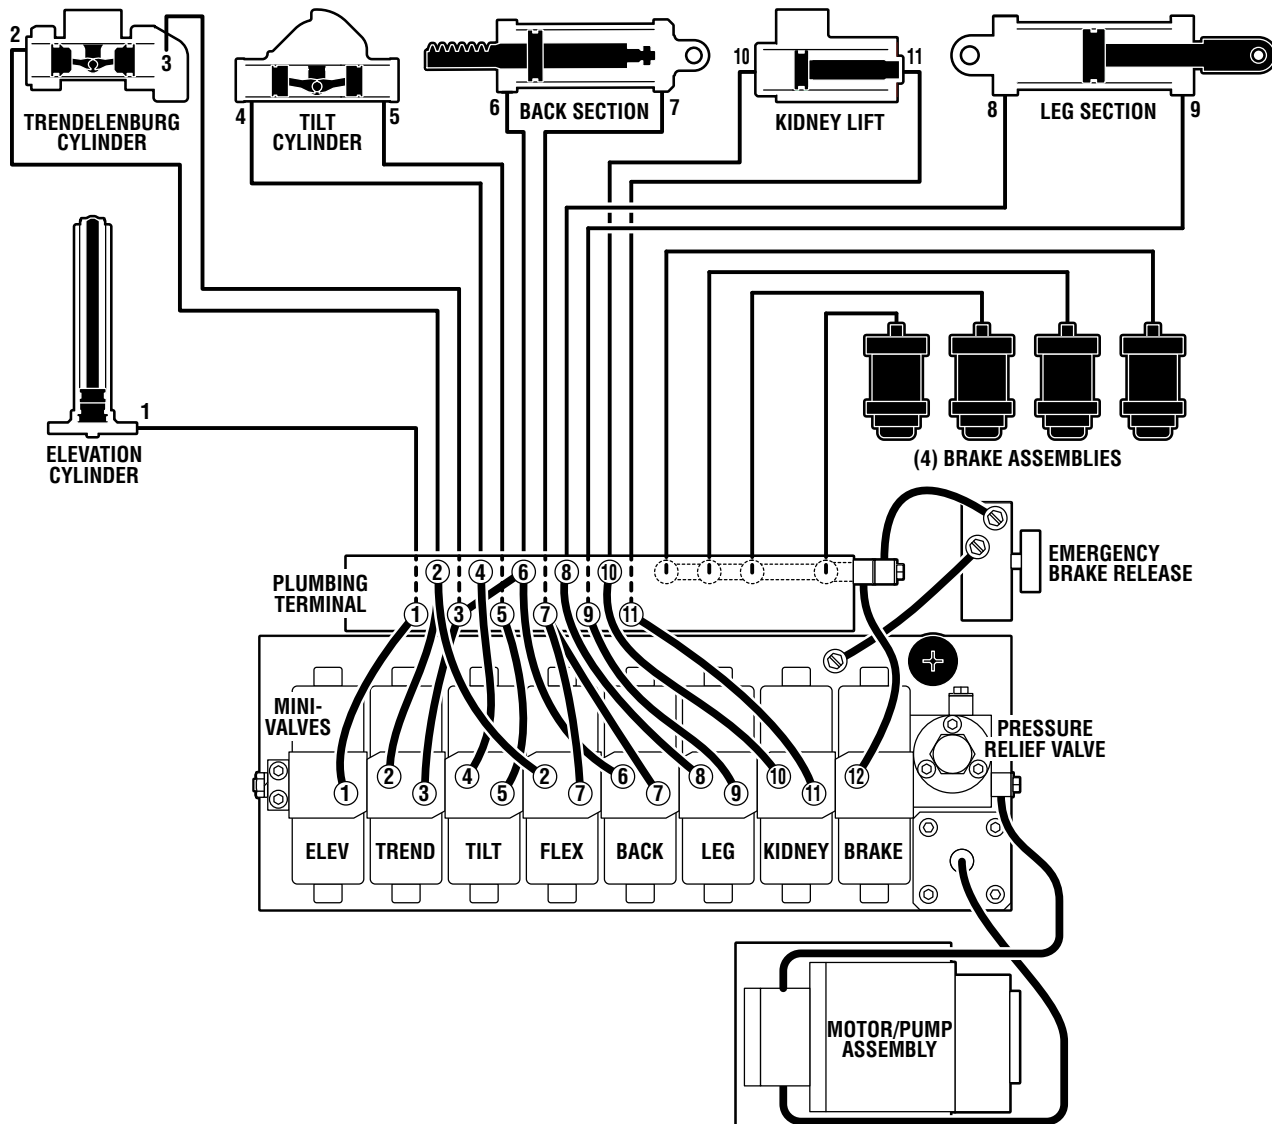 2
3
TRENDELENBURG
CYLINDER
4
5
TILT
CYLINDER
6
7
BACK SECTION
10
11
KIDNEY LIFT
8
9
LEG SECTION
1
ELEVATION
CYLINDER
(4) BRAKE ASSEMBLIES
EMERGENCY
BRAKE RELEASE
PLUMBING
TERMINAL
2 4 6 8 10
1 3 5 7 9 11
MINI-
VALVES
PRESSURE
RELIEF VALVE
2 4 2 6 8 10 12
1 3 5 7 7 9 11
ELEV TREND TILT FLEX BACK LEG KIDNEY BRAKE
MOTOR/PUMP
ASSEMBLY